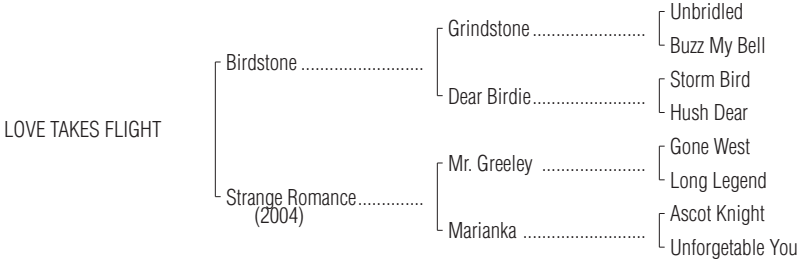 Unbridled
Grindstone........................
Buzz My Bell
Birdstone ..........................
Storm Bird
Dear Birdie........................
Hush Dear
LOVE TAKES FLIGHT
Gone West
Mr. Greeley ......................
Long Legend
Strange Romance..............
(2004)
Ascot Knight
Marianka ..........................
Unforgetable You